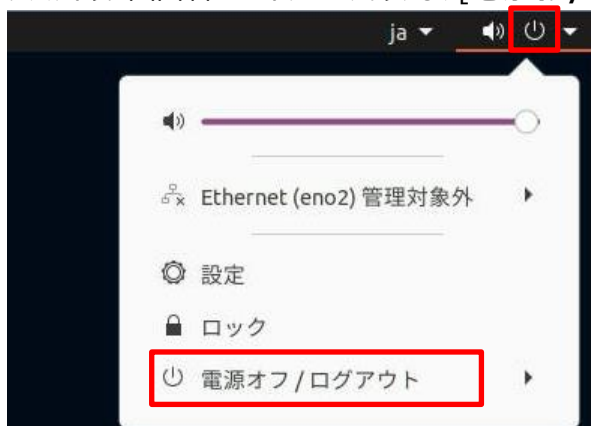 ja
Ethernet (eno2) 管理対象外
設定
ロック
電源オフ / ログアウト